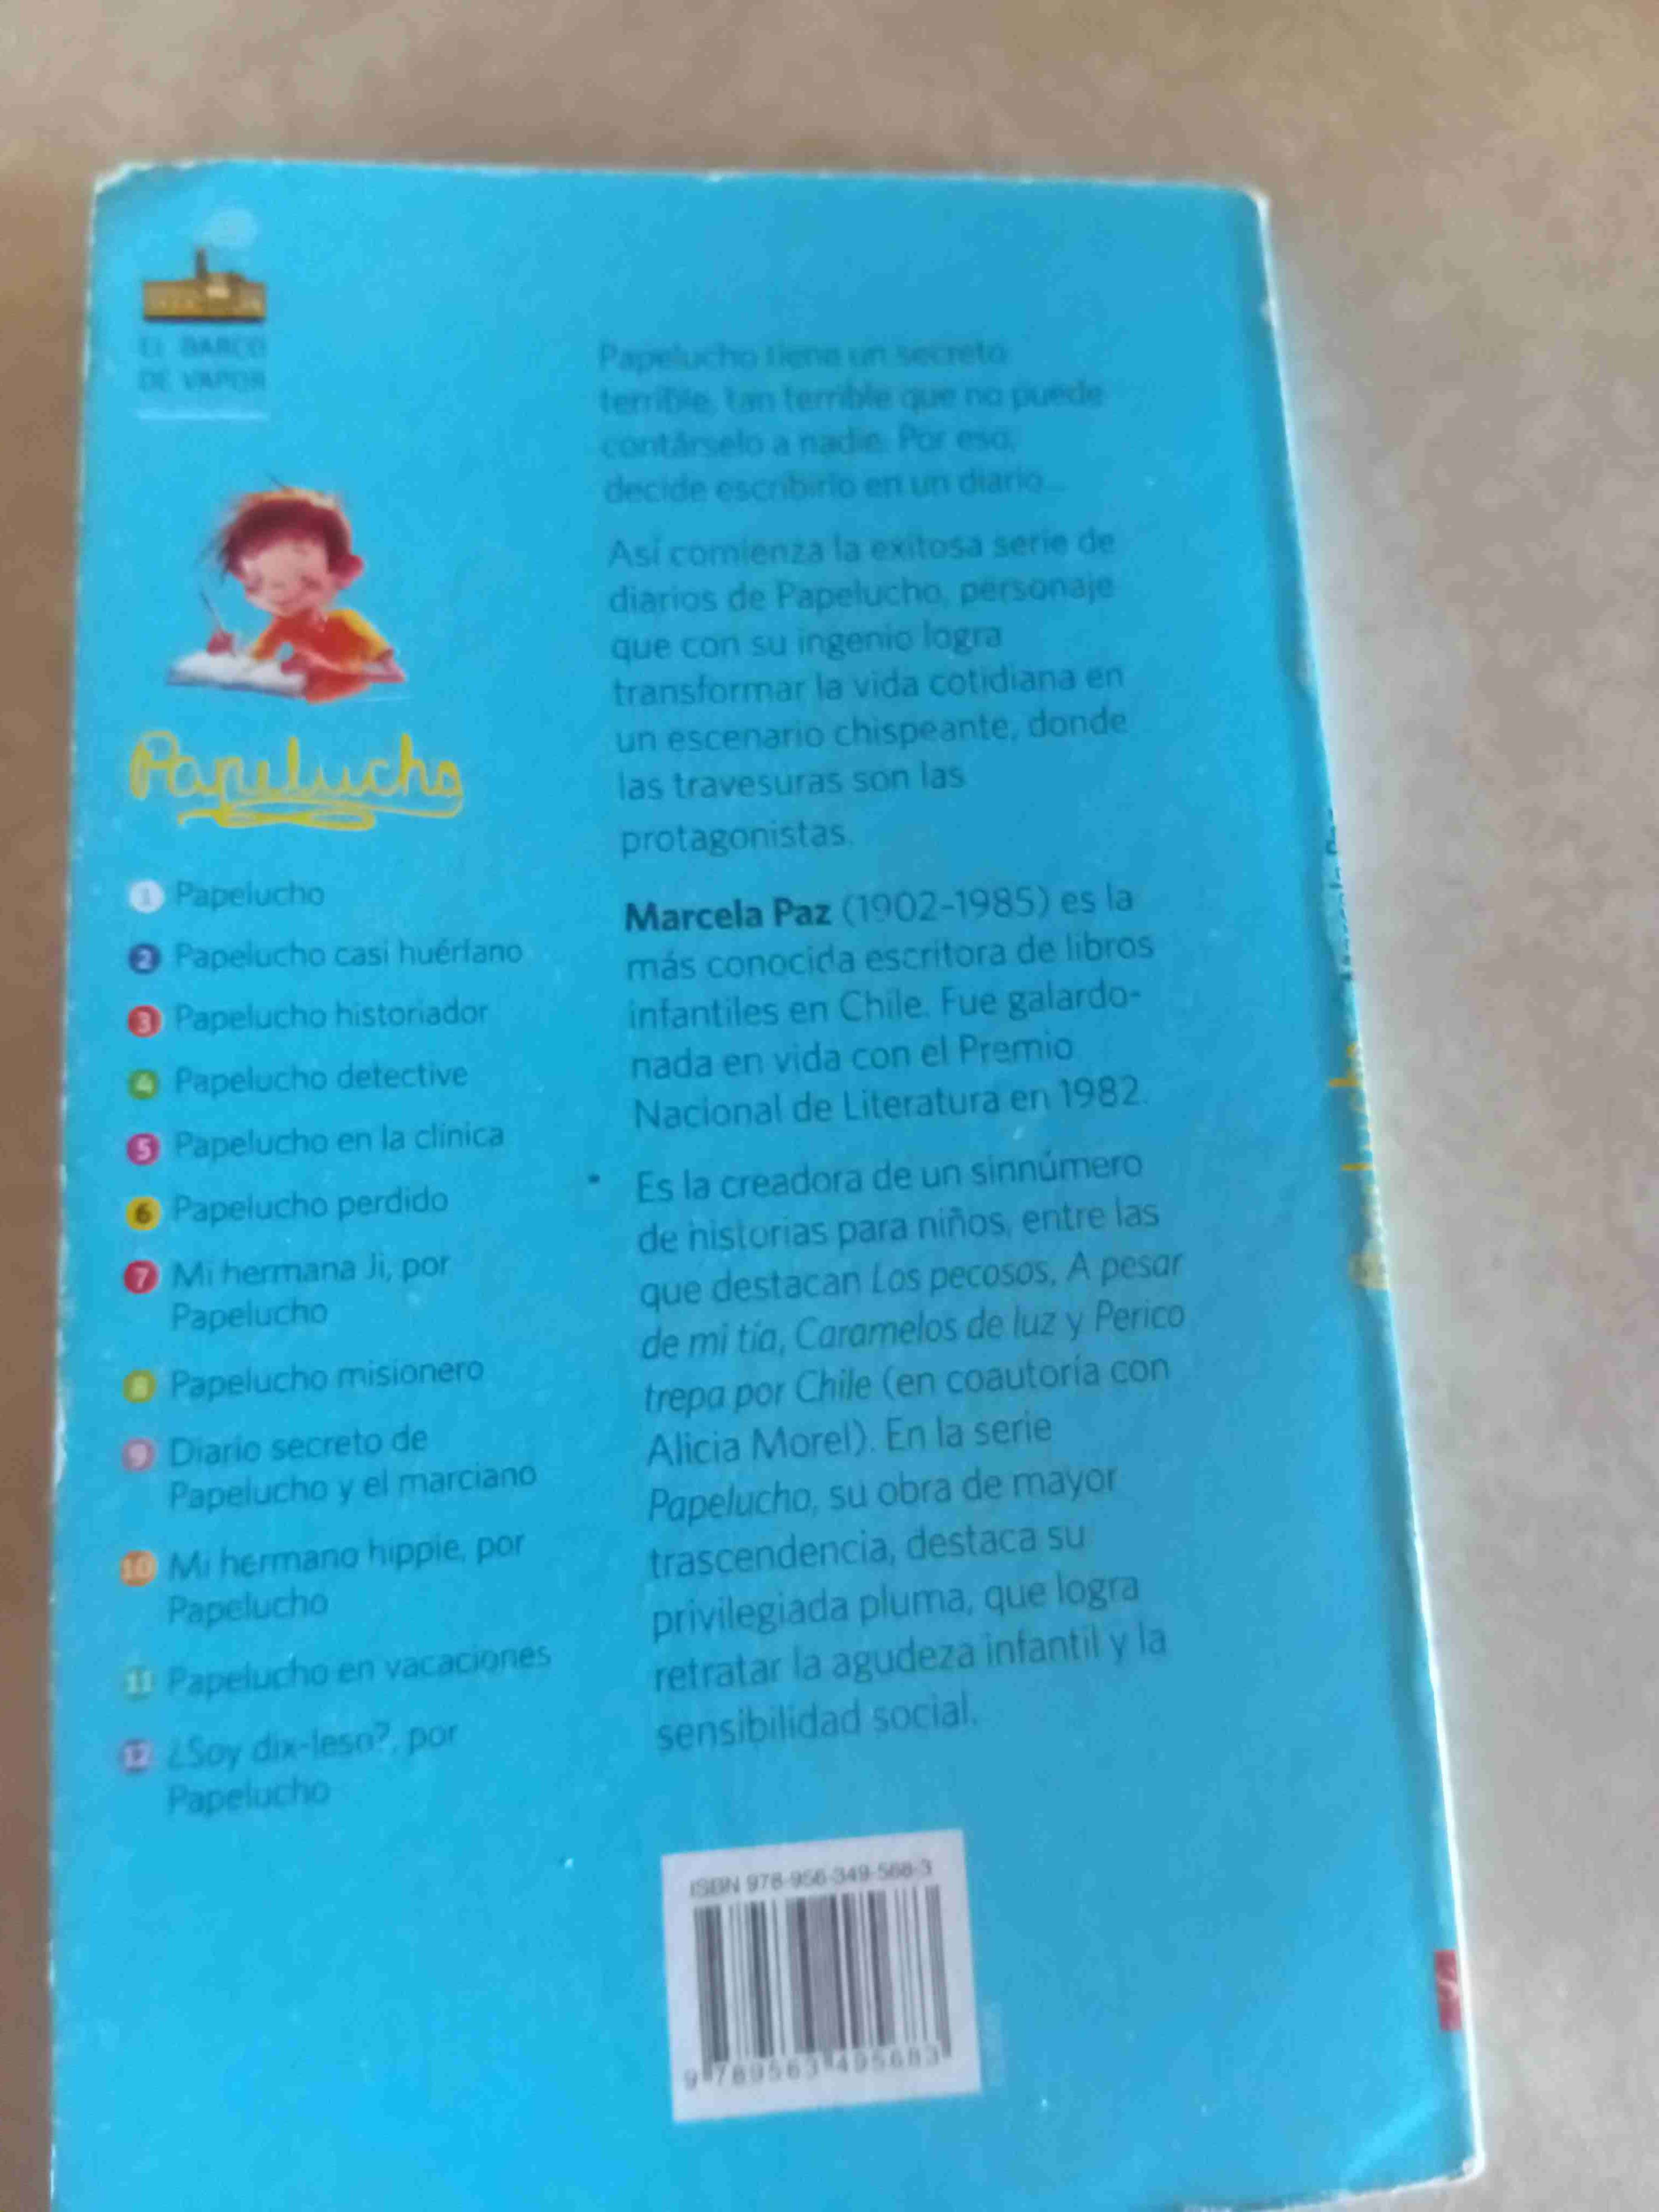 EL BARCO
DE VAPOR
Papelucho
1 Papelucho
2 Papelucho casi huérfano
3 Papelucho historiador
4 Papelucho detective
5 Papelucho en la clínica
6 Papelucho perdido
7 Mi hermana Ji, por
Papelucho
8 Papelucho misionero
9 Diario secreto de
Papelucho y el marciano
10 Mi hermano hippie, por
Papelucho
11 Papelucho en vacaciones
12 ¿Soy dix-leso?, por
Papelucho
Papelucho tiene un secreto
terrible, tan terrible que no puede
contárselo a nadie. Por eso,
decide escribirlo en un diario...
Así comienza la exitosa serie de
diarios de Papelucho, personaje
que con su ingenio logra
transformar la vida cotidiana en
un escenario chispeante, donde
las travesuras son las
protagonistas.
Marcela Paz (1902-1985) es la
más conocida escritora de libros
infantiles en Chile. Fue galardo-
nada en vida con el Premio
Nacional de Literatura en 1982.
Es la creadora de un sinnúmero
de historias para niños, entre las
que destacan Los pecosos, A pesar
de mi tía, Caramelos de luz y Perico
trepa por Chile (en coautoría con
Alicia Morel). En la serie
Papelucho, su obra de mayor
trascendencia, destaca su
privilegiada pluma, que logra
retratar la agudeza infantil y la
sensibilidad social.
ISBN 978-956-349-568-3
9 789563 495683